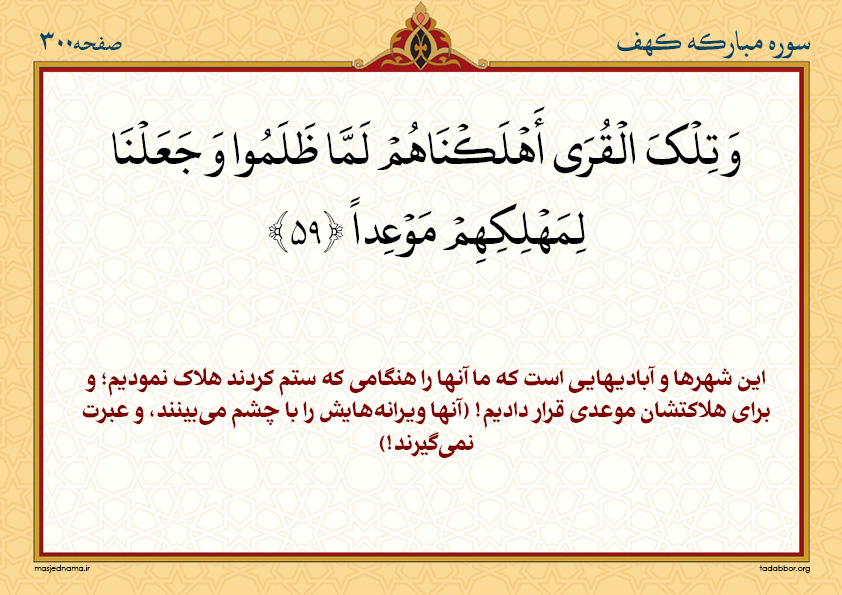 سوره مبارکه کهف
صفحه۳۰۰
وَ تِلْکَ الْقُرَى أَهْلَکْنَاهُمْ لَمَّا ظَلَمُوا وَ جَعَلْنَا
لِمَهْلِکِهِمْ مَوْعِداً ﴿۵۹﴾
این شهرها و آبادیهایی است که ما آنها را هنگامی که ستم کردند هلاک نمودیم؛ و
برای هلاکتشان موعدی قرار دادیم! (آنها ویرانه‌هایش را با چشم می‌بینند، و عبرت
نمی‌گیرند!)
masjednama.ir
tadabbor.org